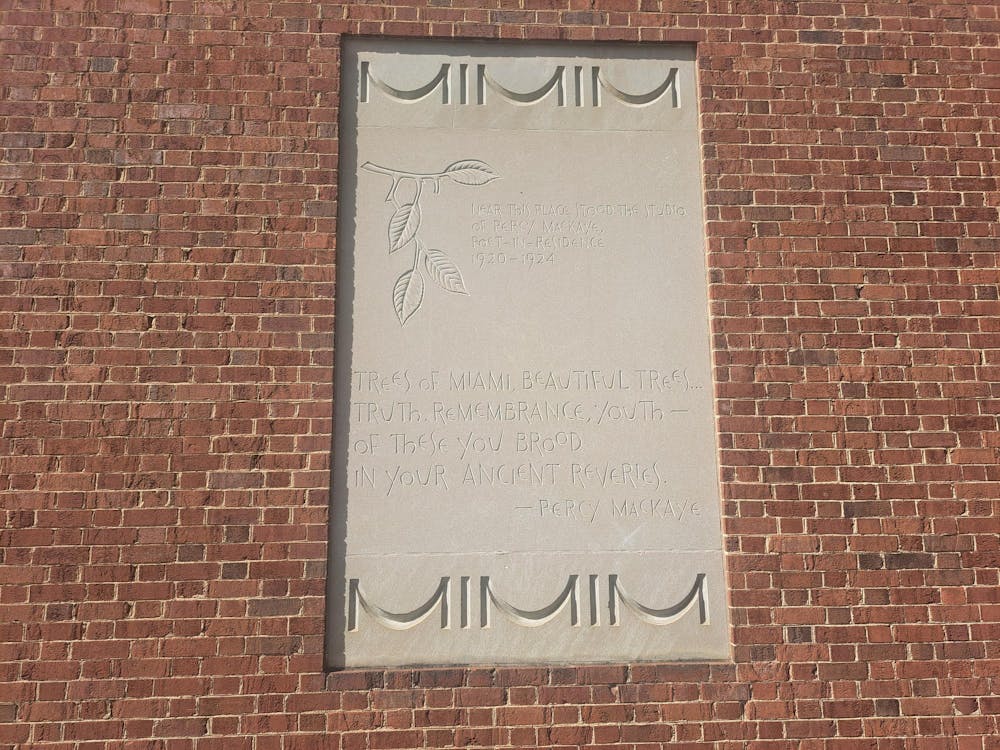 NEAR THIS PLACE STOOD THE STUDIO
OF PERCY MACKAYE,
POET-IN-RESIDENCE
1920-1924
TREES OF MIAMI, BEAUTIFUL TREES...
TRUTH, REMEMBRANCE, YOUTH —
OF THESE YOU BROOD
IN YOUR ANCIENT REVERIES.
—PERCY MACKAYE